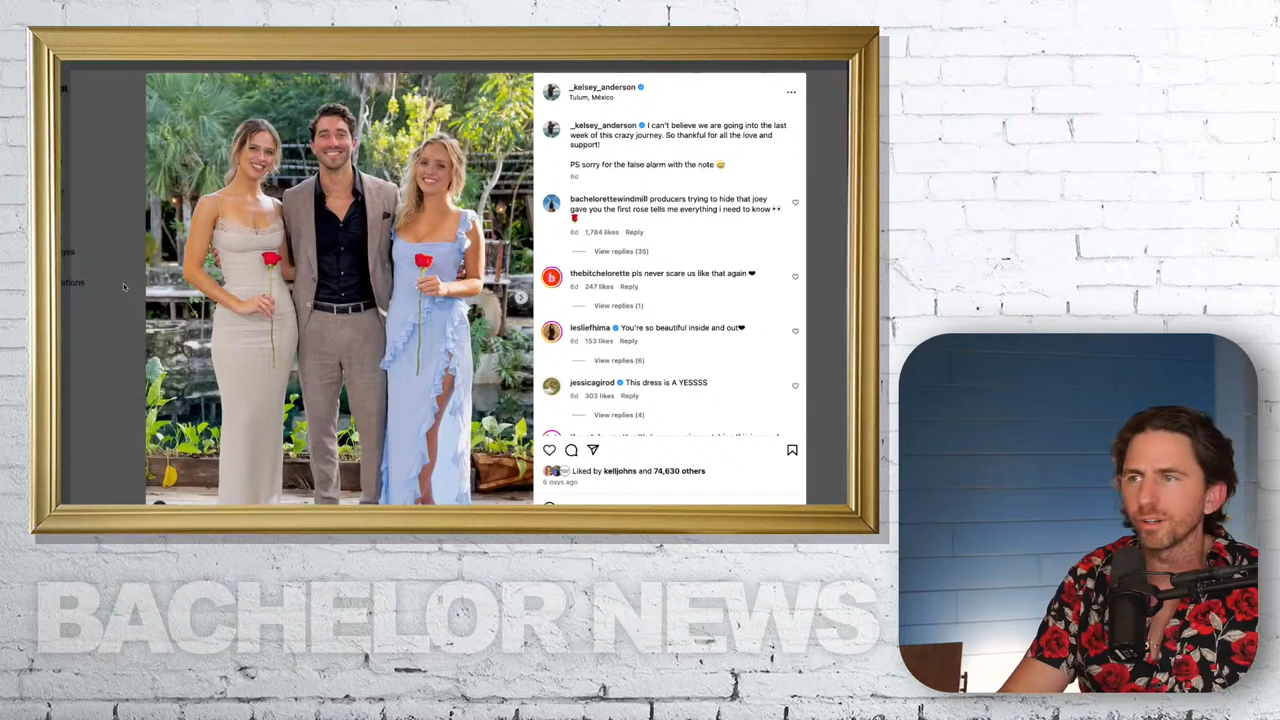 _kelsey_anderson
Tulum, México
_kelsey_anderson I can't believe we are going into the last
week of this crazy journey. So thankful for all the love and
support!
PS sorry for the false alarm with the note 😅
6d
bachelorettewindmill producers trying to hide that joey
gave you the first rose tells me everything i need to know 👀
🌹
6d 1,784 likes Reply
View replies (35)
thebitchelorette pls never scare us like that again ❤
6d 247 likes Reply
View replies (1)
lesliefhima You're so beautiful inside and out❤
6d 153 likes Reply
View replies (6)
jessicagirod This dress is A YESSSS
6d 303 likes Reply
View replies (4)
Liked by kelljohns and 74,630 others
6 days ago
BACHELOR NEWS